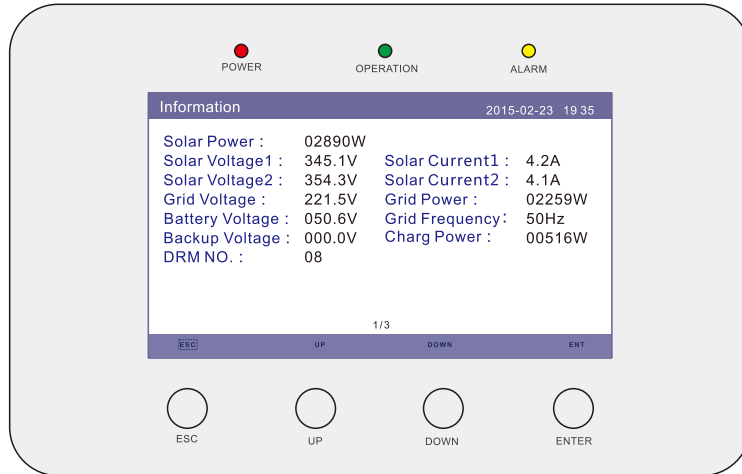 POWER OPERATION ALARM
Information 2015-02-23 19 35
Solar Power : 02890W
Solar Voltage1 : 345.1V Solar Current1 : 4.2A
Solar Voltage2 : 354.3V Solar Current2 : 4.1A
Grid Voltage : 221.5V Grid Power : 02259W
Battery Voltage : 050.6V Grid Frequency: 50Hz
Backup Voltage : 000.0V Charg Power : 00516W
DRM NO. : 08
1/3
ESC UP DOWN ENT
ESC UP DOWN ENTER